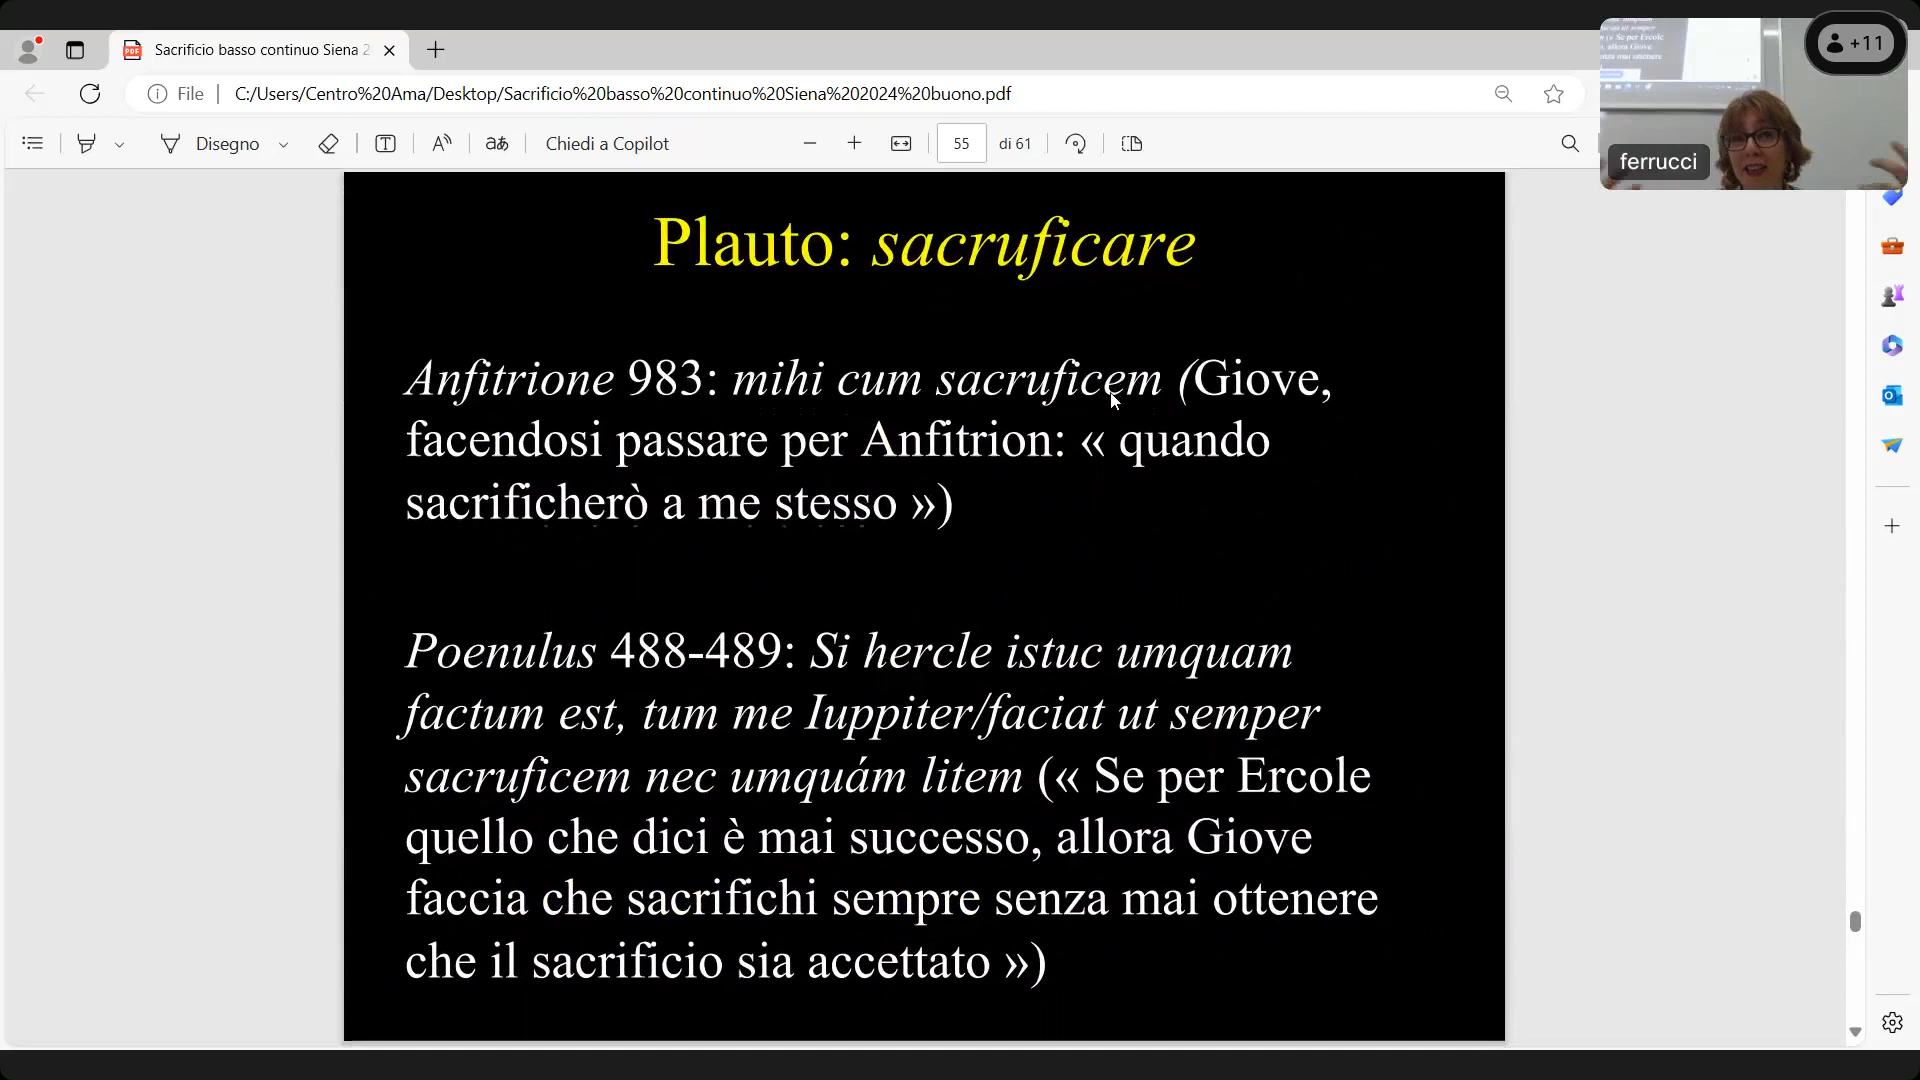 Sacrificio basso continuo Siena 2
+11
File
C:/Users/Centro%20Ama/Desktop/Sacrificio%20basso%20continuo%20Siena%202024%20buono.pdf
Disegno
Chiedi a Copilot
55 di 61
ferrucci
Plauto: sacruficare
Anfitrione 983: mihi cum sacruficem (Giove,
facendosi passare per Anfitrion: « quando
sacrificherò a me stesso »)
Poenulus 488-489: Si hercle istuc umquam
factum est, tum me Iuppiter/faciat ut semper
sacruficem nec umquám litem (« Se per Ercole
quello che dici è mai successo, allora Giove
faccia che sacrifichi sempre senza mai ottenere
che il sacrificio sia accettato »)